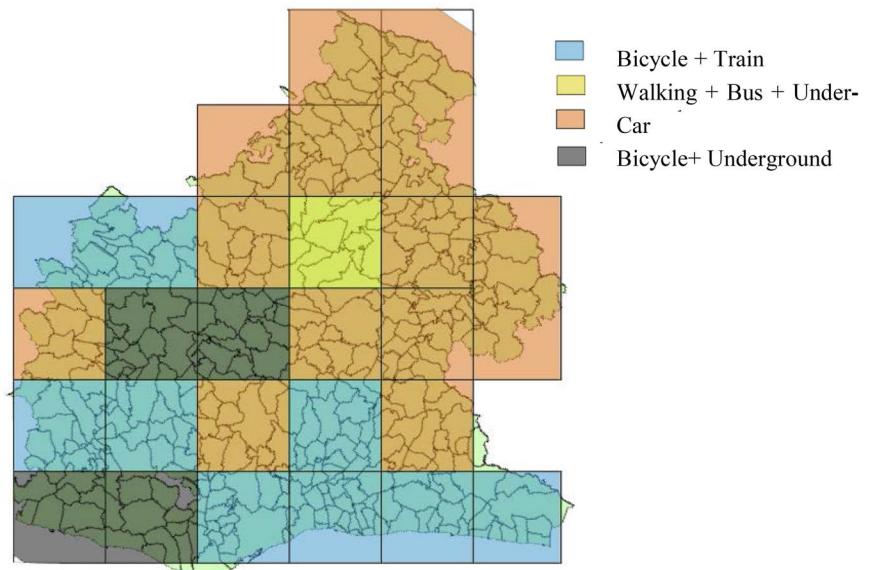 Bicycle + Train
Walking + Bus + Under-
Car
Bicycle+ Underground